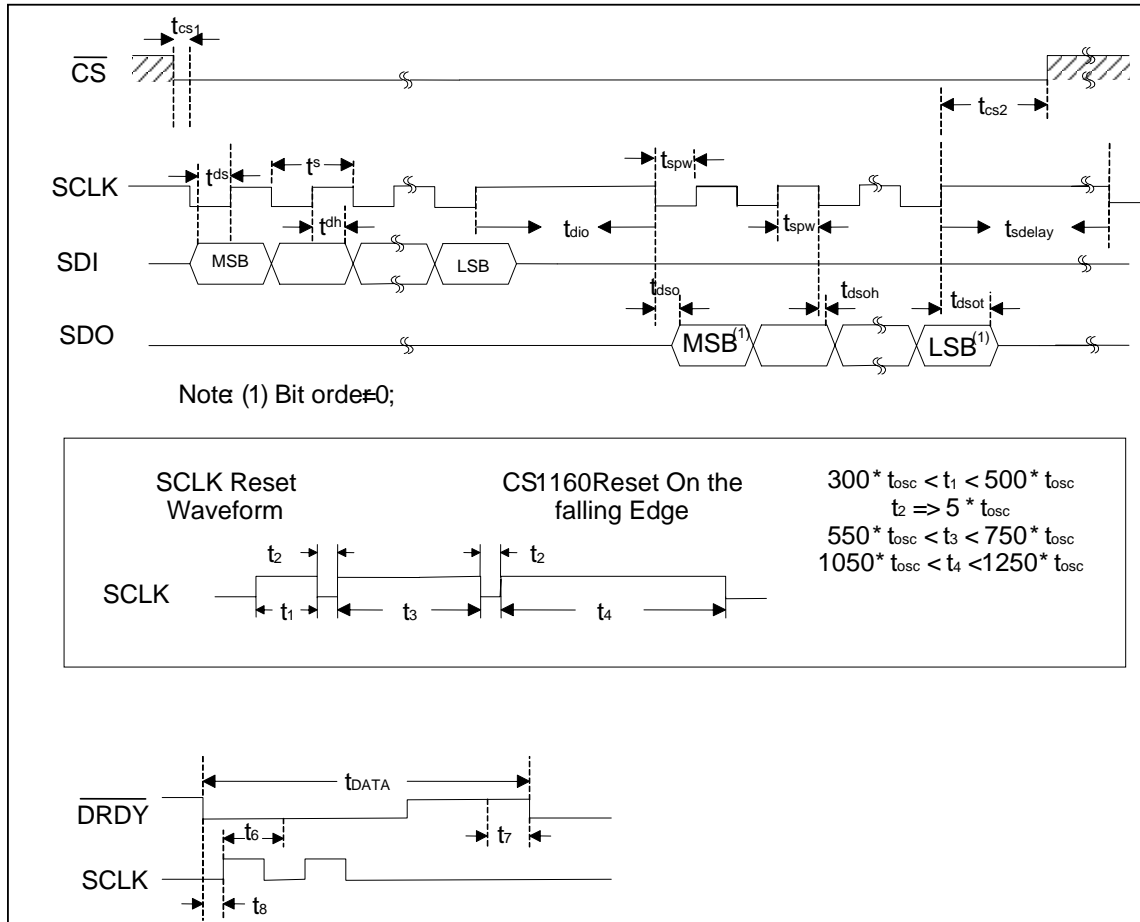 tcs1
CS
tcs2
tds
ts
tspw
SCLK
tdh
tdio
tspw
tsdelay
SDI
MSB
LSB
tdso
tdsoh
tdsot
SDO
MSB(1)
LSB(1)
Note: (1) Bit order=0;
SCLK Reset
Waveform
CS1160Reset On the
falling Edge
300* tosc < t1 < 500* tosc
t2 => 5 * tosc
550* tosc < t3 < 750* tosc
1050* tosc < t4 <1250* tosc
t2
t2
SCLK
t1
t3
t4
tDATA
DRDY
t6
t7
SCLK
t8